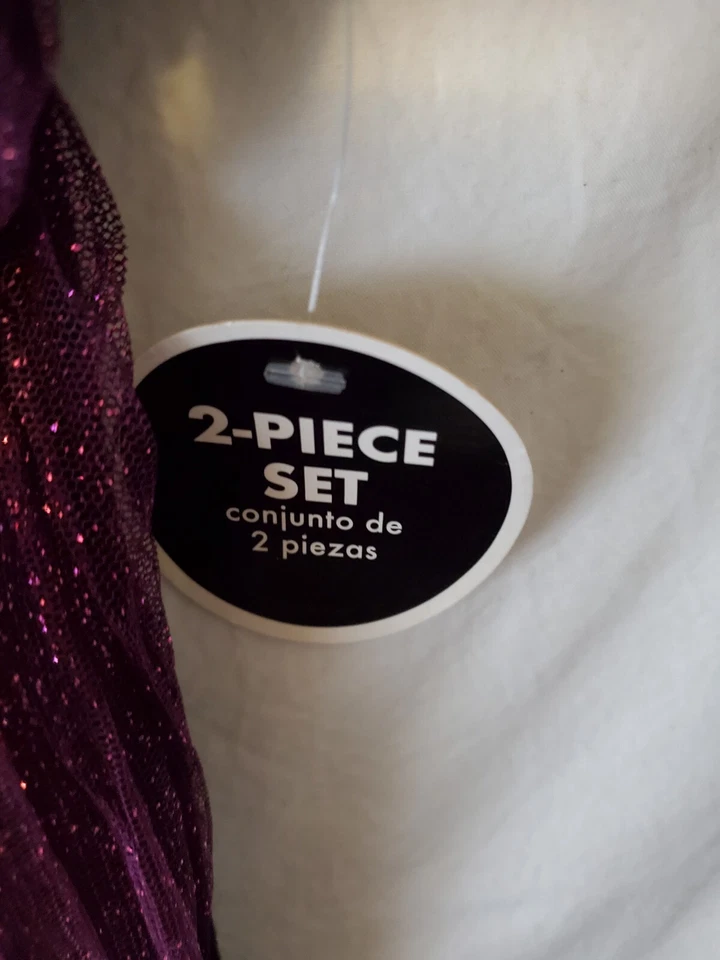 2-PIECE
SET
conjunto de
2 piezas